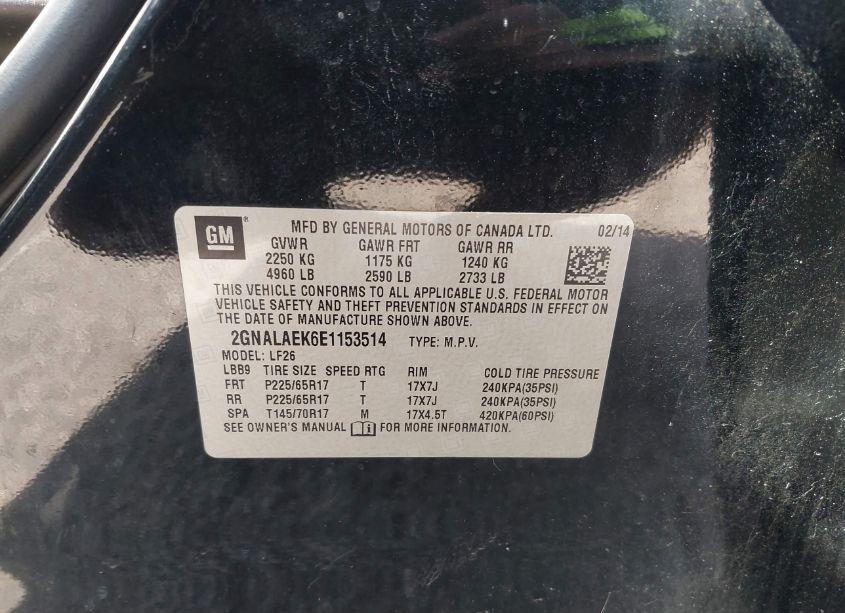 GM
MFD BY GENERAL MOTORS OF CANADA LTD. 02/14
GVWR GAWR FRT GAWR RR
2250 KG 1175 KG 1240 KG
4960 LB 2590 LB 2733 LB
THIS VEHICLE CONFORMS TO ALL APPLICABLE U.S. FEDERAL MOTOR
VEHICLE SAFETY AND THEFT PREVENTION STANDARDS IN EFFECT ON
THE DATE OF MANUFACTURE SHOWN ABOVE.
2GNALAEK6E1153514 TYPE: M.P.V.
MODEL: LF26
LBB9 TIRE SIZE SPEED RTG RIM COLD TIRE PRESSURE
FRT P225/65R17 T 17X7J 240KPA(35PSI)
RR P225/65R17 T 17X7J 240KPA(35PSI)
SPA T145/70R17 M 17X4.5T 420KPA(60PSI)
SEE OWNER'S MANUAL FOR MORE INFORMATION.